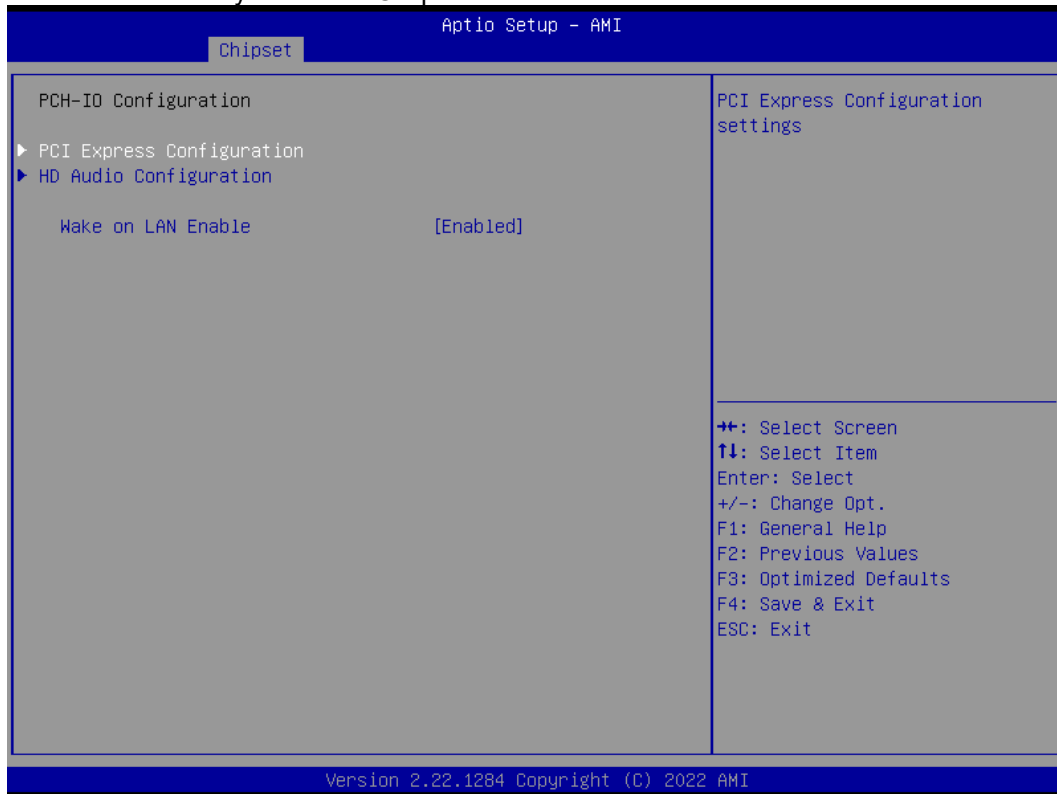 Aptio Setup – AMI
Chipset
PCH-IO Configuration
PCI Express Configuration
HD Audio Configuration
Wake on LAN Enable [Enabled]
PCI Express Configuration
settings
→←: Select Screen
↑↓: Select Item
Enter: Select
+/-: Change Opt.
F1: General Help
F2: Previous Values
F3: Optimized Defaults
F4: Save & Exit
ESC: Exit
Version 2.22.1284 Copyright (C) 2022 AMI